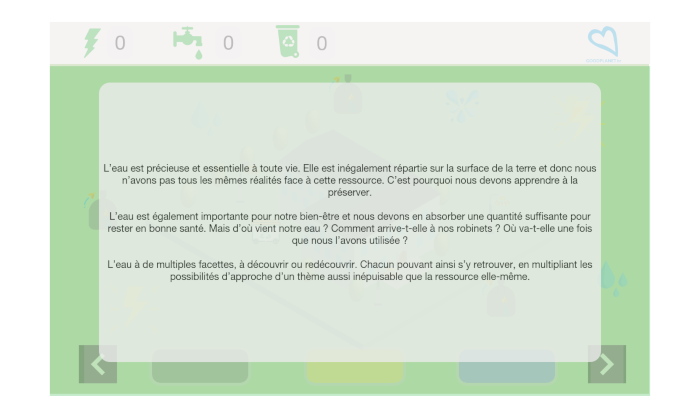 0 0 0
L'eau est précieuse et essentielle à toute vie. Elle est inégalement répartie sur la surface de la terre et donc nous
n'avons pas tous les mêmes réalités face à cette ressource. C'est pourquoi nous devons apprendre à la
préserver.
L'eau est également importante pour notre bien-être et nous devons en absorber une quantité suffisante pour
rester en bonne santé. Mais d'où vient notre eau ? Comment arrive-t-elle à nos robinets ? Où va-t-elle une fois
que nous l'avons utilisée ?
L'eau à de multiples facettes, à découvrir ou redécouvrir. Chacun pouvant ainsi s'y retrouver, en multipliant les
possibilités d'approche d'un thème aussi inépuisable que la ressource elle-même.